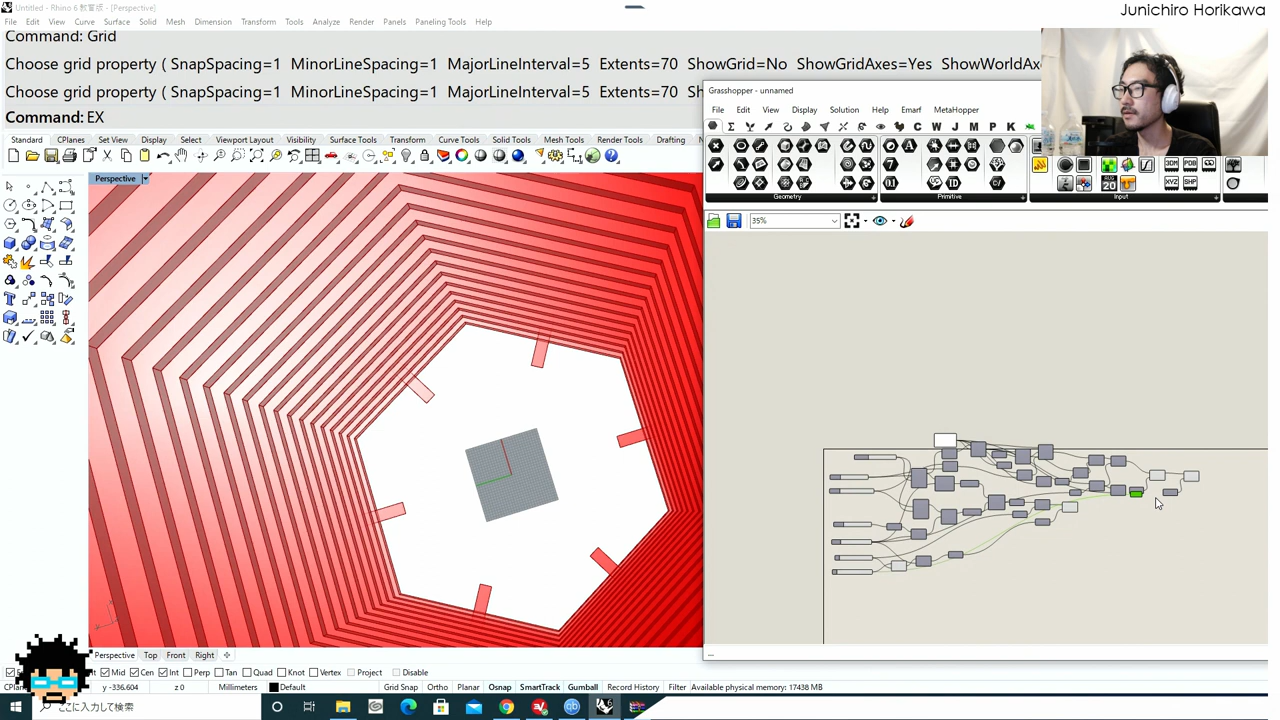 Untitled - Rhino 6 教育版 - [Perspective]
Junichiro Horikawa
File Edit View Curve Surface Solid Mesh Dimension Transform Tools Analyze Render Panels Paneling Tools Help
Command: Grid
Choose grid property ( SnapSpacing=1 MinorLineSpacing=1 MajorLineInterval=5 Extents=70 ShowGrid=No ShowGridAxes=Yes ShowWorldAxe
Choose grid property ( SnapSpacing=1 MinorLineSpacing=1 MajorLineInterval=5 Extents=70 Sh
Command: EX
Standard CPlanes Set View Display Select Viewport Layout Visibility Surface Tools Transform Curve Tools Solid Tools Mesh Tools Render Tools Drafting
Perspective
Grasshopper - unnamed
File Edit View Display Solution Help Emarf MetaHopper
C W J M P K
Geometry Primitive Input
35%
Perspective Top Front Right
Mid Cen Int Perp Tan Quad Knot Vertex Project Disable
CPlane y -336.604 z 0 Millimeters Default Grid Snap Ortho Planar Osnap SmartTrack Gumball Record History Filter Available physical memory: 17438 MB
ここに入力して検索